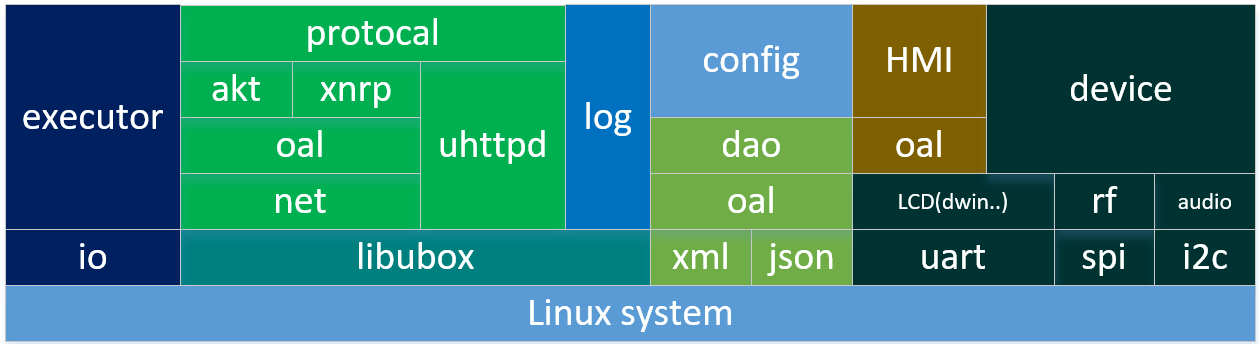 executor
protocal
akt
xnrp
oal
net
uhttpd
log
config
dao
oal
HMI
oal
device
LCD(dwin..)
rf
audio
io
libubox
xml
json
uart
spi
i2c
Linux system